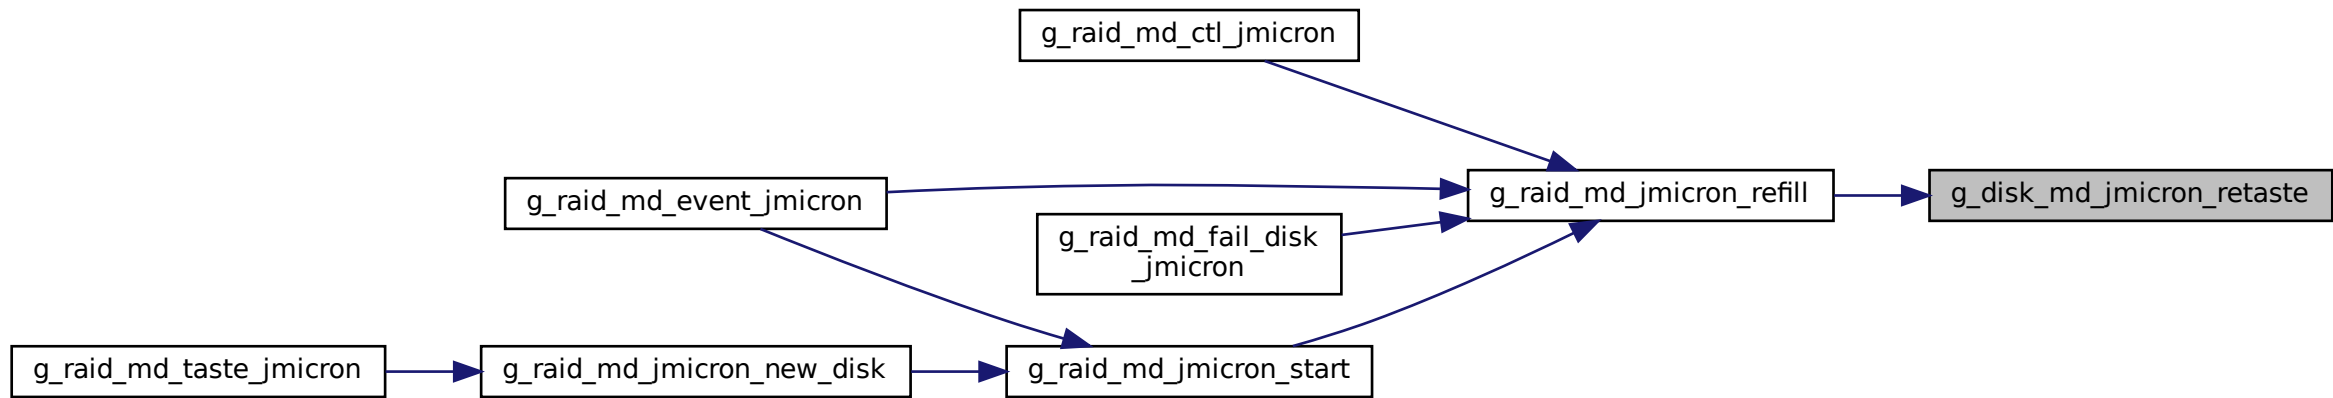 g_raid_md_ctl_jmicron
g_raid_md_event_jmicron
g_raid_md_jmicron_refill
g_disk_md_jmicron_retaste
g_raid_md_fail_disk
_jmicron
g_raid_md_taste_jmicron
g_raid_md_jmicron_new_disk
g_raid_md_jmicron_start